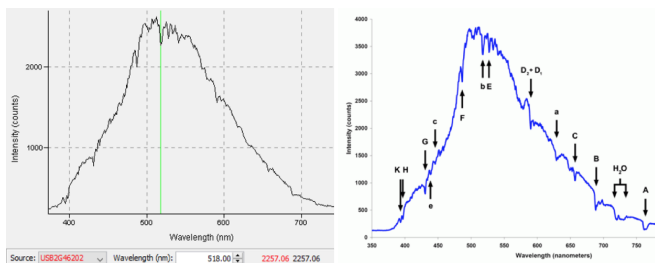 Intensity (counts)
2000
1000
400
500
600
700
Wavelength (nm)
Source: USB2G46202 Wavelength (nm): 518.00 2257.06 2257.06
Intensity (counts)
4000
3500
3000
2500
2000
1500
1000
500
0
350 400 450 500 550 600 650 700 750
Wavelength (nanometers)
K H
G
e
c
F
b E
D₂+ D₁
a
C
B
H₂O
A